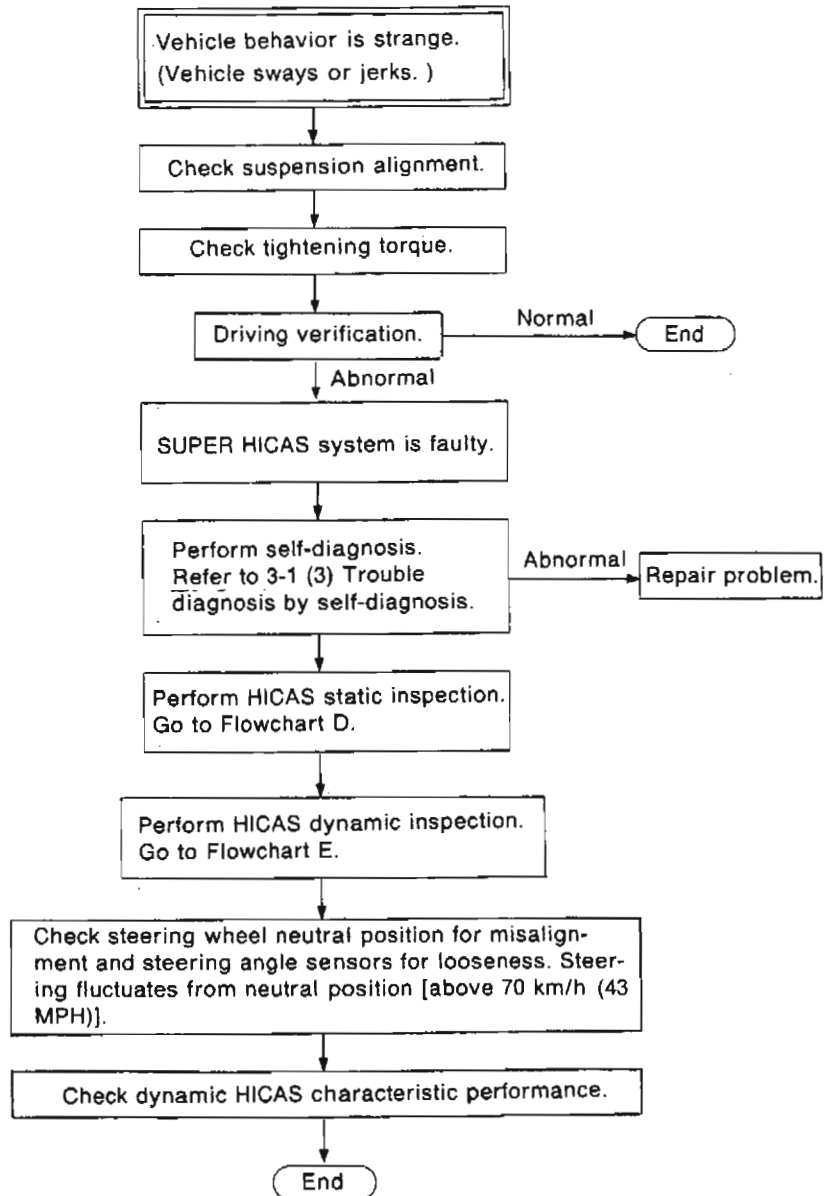 Vehicle behavior is strange.
(Vehicle sways or jerks. )
Check suspension alignment.
Check tightening torque.
Driving verification.
Normal
End
Abnormal
SUPER HICAS system is faulty.
Perform self-diagnosis.
Refer to 3-1 (3) Trouble
diagnosis by self-diagnosis.
Abnormal
Repair problem.
Perform HICAS static inspection.
Go to Flowchart D.
Perform HICAS dynamic inspection.
Go to Flowchart E.
Check steering wheel neutral position for misalign-
ment and steering angle sensors for looseness. Steer-
ing fluctuates from neutral position [above 70 km/h (43
MPH)].
Check dynamic HICAS characteristic performance.
End